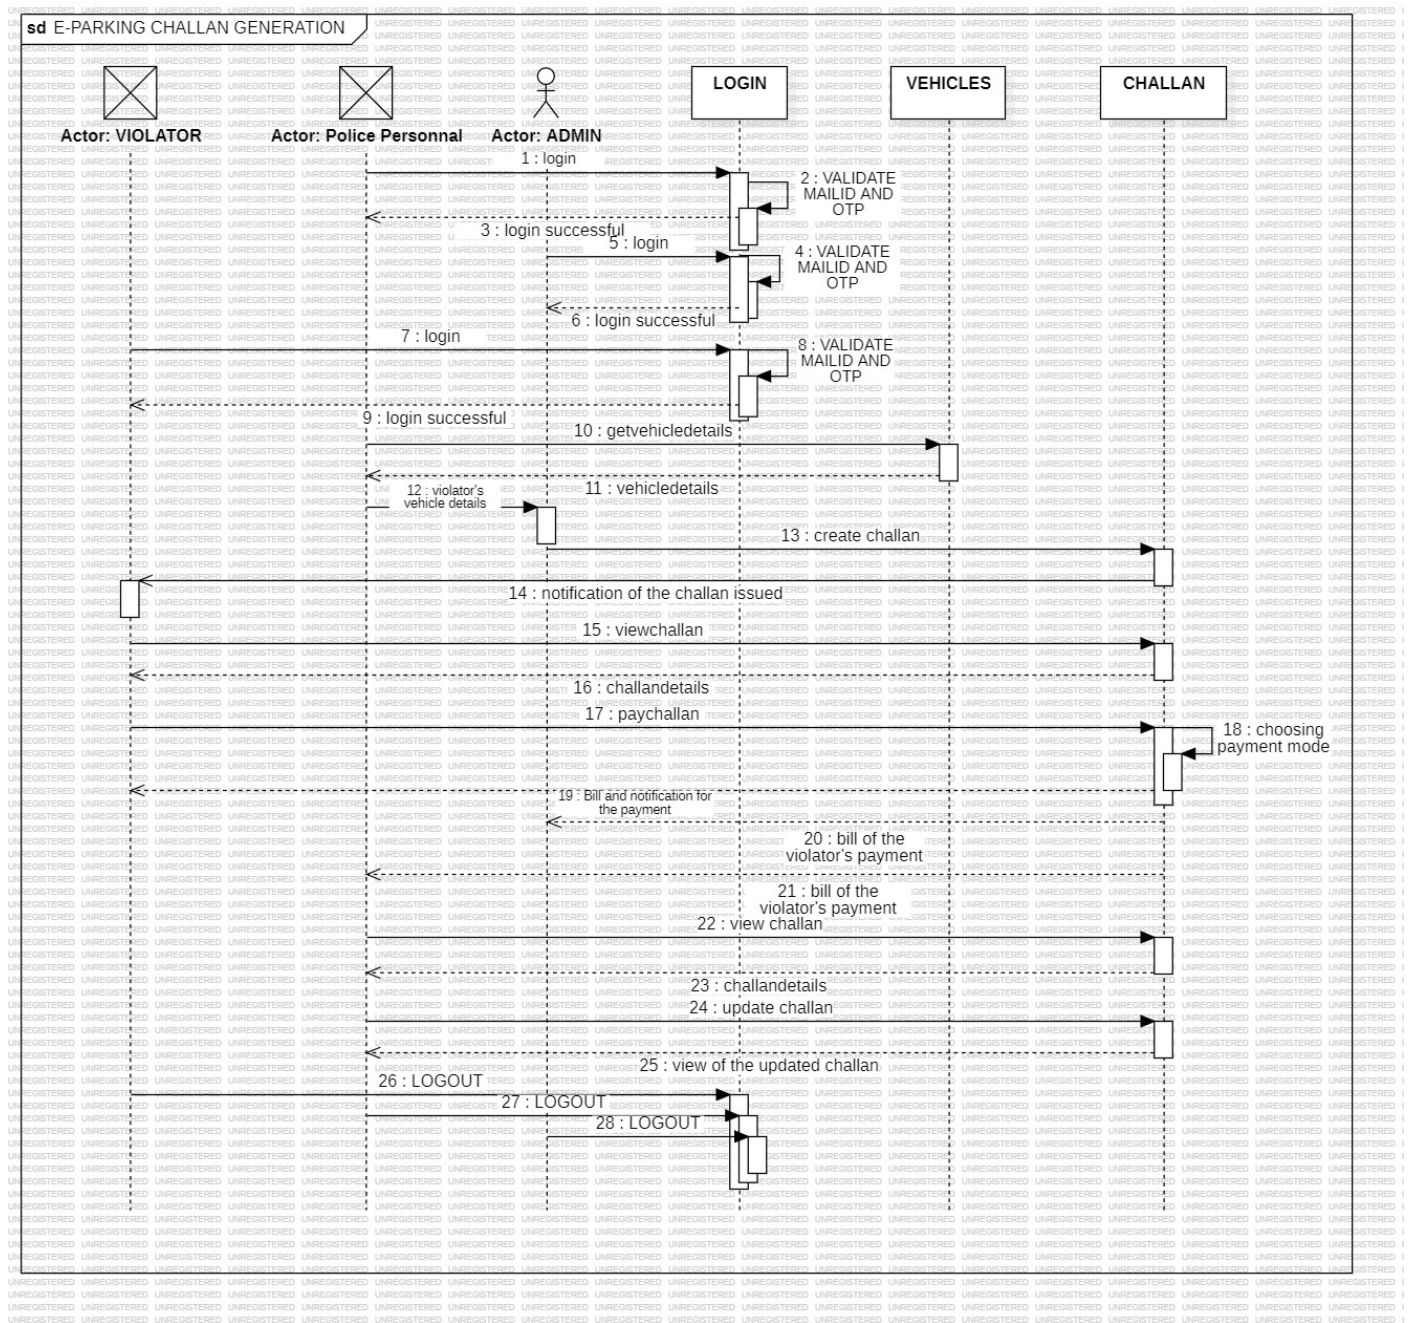 sd E-PARKING CHALLAN GENERATION
LOGIN
VEHICLES
CHALLAN
Actor: VIOLATOR
Actor: Police Personnal
Actor: ADMIN
1 : login
2 : VALIDATE
MAILID AND
OTP
3 : login successful
5 : login
4 : VALIDATE
MAILID AND
OTP
6 : login successful
7 : login
8 : VALIDATE
MAILID AND
OTP
9 : login successful
10 : getvehicledetails
11 : vehicledetails
12 : violator's
vehicle details
13 : create challan
14 : notification of the challan issued
15 : viewchallan
16 : challandetails
17 : paychallan
18 : choosing
payment mode
19 : Bill and notification for
the payment
20 : bill of the
violator's payment
21 : bill of the
violator's payment
22 : view challan
23 : challandetails
24 : update challan
25 : view of the updated challan
26 : LOGOUT
27 : LOGOUT
28 : LOGOUT
UNREGISTERED